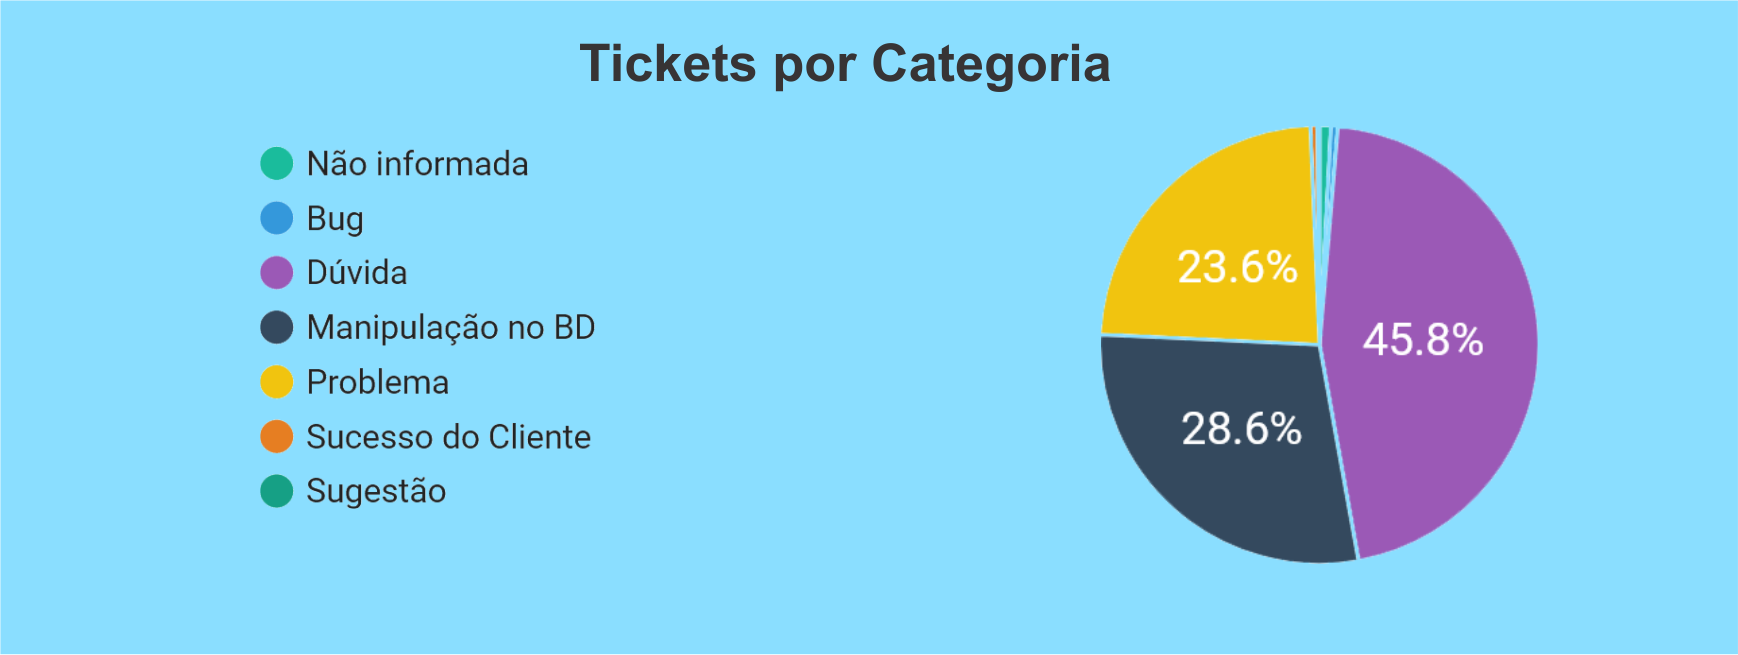 Tickets por Categoria
Não informada
Bug
Dúvida
Manipulação no BD
Problema
Sucesso do Cliente
Sugestão
23.6%
45.8%
28.6%